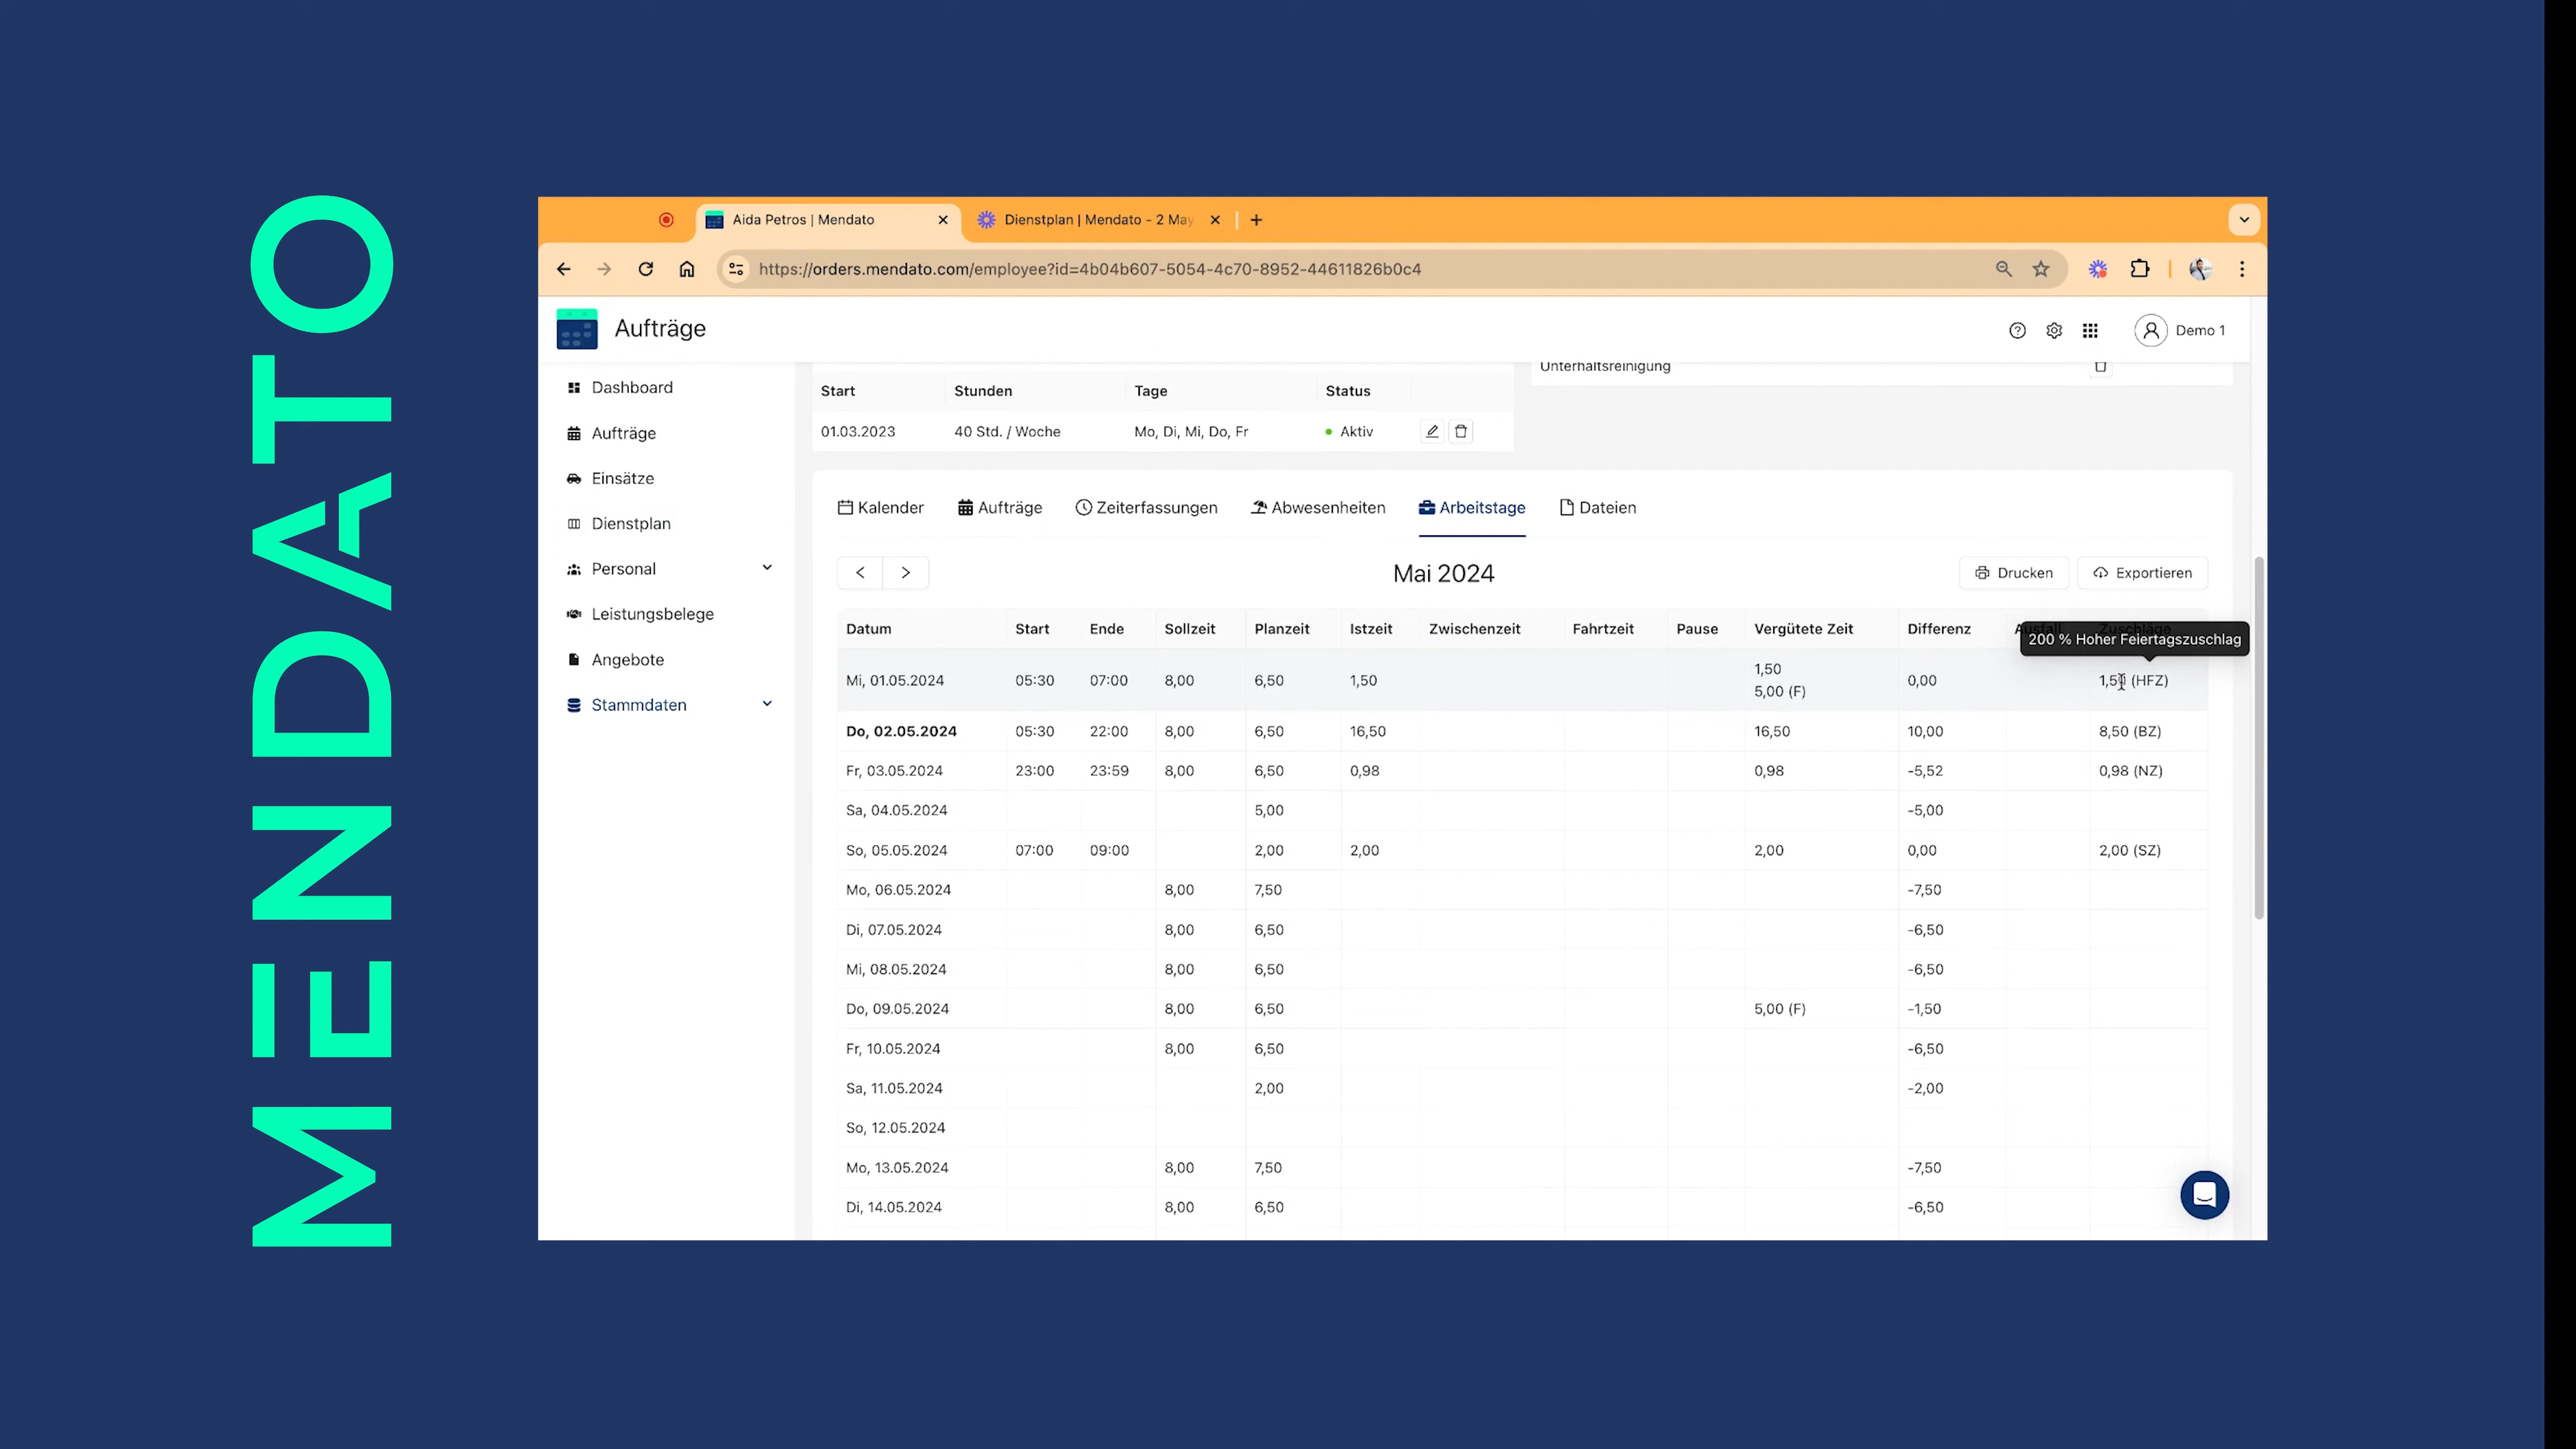 MENDATO
Aida Petros | Mendato
Dienstplan | Mendato - 2 May
https://orders.mendato.com/employee?id=4b04b607-5054-4c70-8952-44611826b0c4
Aufträge
Demo 1
Dashboard
Aufträge
Einsätze
Dienstplan
Personal
Leistungsbelege
Angebote
Stammdaten
Unterhaltsreinigung
Start Stunden Tage Status
01.03.2023 40 Std. / Woche Mo, Di, Mi, Do, Fr Aktiv
Kalender Aufträge Zeiterfassungen Abwesenheiten Arbeitstage Dateien
Mai 2024
Drucken Exportieren
Datum Start Ende Sollzeit Planzeit Istzeit Zwischenzeit Fahrtzeit Pause Vergütete Zeit Differenz Ausfall Zuschläge
200 % Hoher Feiertagszuschlag
Mi, 01.05.2024 05:30 07:00 8,00 6,50 1,50 1,50 5,00 (F) 0,00 1,50 (HFZ)
Do, 02.05.2024 05:30 22:00 8,00 6,50 16,50 16,50 10,00 8,50 (BZ)
Fr, 03.05.2024 23:00 23:59 8,00 6,50 0,98 0,98 -5,52 0,98 (NZ)
Sa, 04.05.2024 5,00 -5,00
So, 05.05.2024 07:00 09:00 2,00 2,00 2,00 0,00 2,00 (SZ)
Mo, 06.05.2024 8,00 7,50 -7,50
Di, 07.05.2024 8,00 6,50 -6,50
Mi, 08.05.2024 8,00 6,50 -6,50
Do, 09.05.2024 8,00 6,50 5,00 (F) -1,50
Fr, 10.05.2024 8,00 6,50 -6,50
Sa, 11.05.2024 2,00 -2,00
So, 12.05.2024
Mo, 13.05.2024 8,00 7,50 -7,50
Di, 14.05.2024 8,00 6,50 -6,50